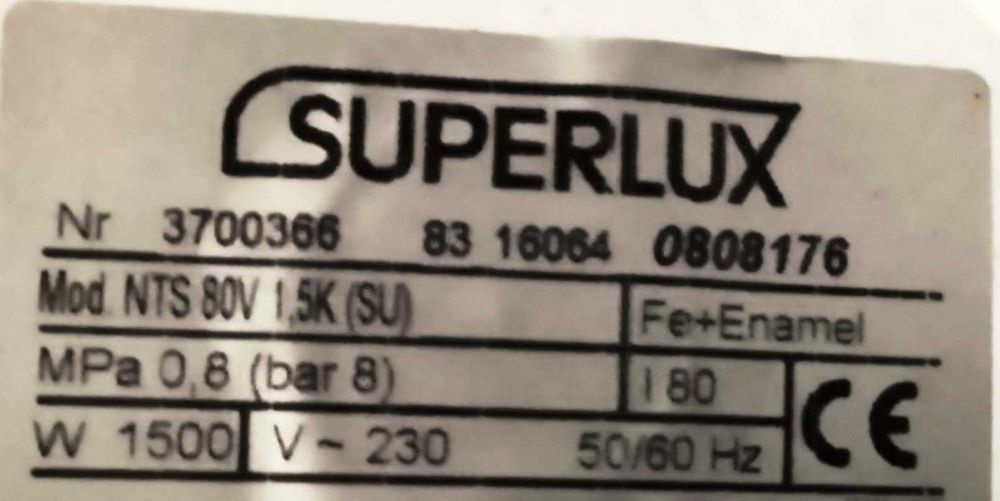 SUPERLUX
Nr 3700366 83 16064 0808176
Mod. NTS 80V 1,5K (SU) Fe+Enamel
MPa 0,8 (bar 8) l 80 CE
W 1500 V ~ 230 50/60 Hz